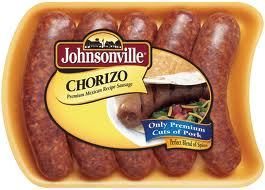 Johnsonville
CHORIZO
Premium Mexican Recipe Sausage
Only Premium
Cuts of Pork
Perfect Blend of Spices